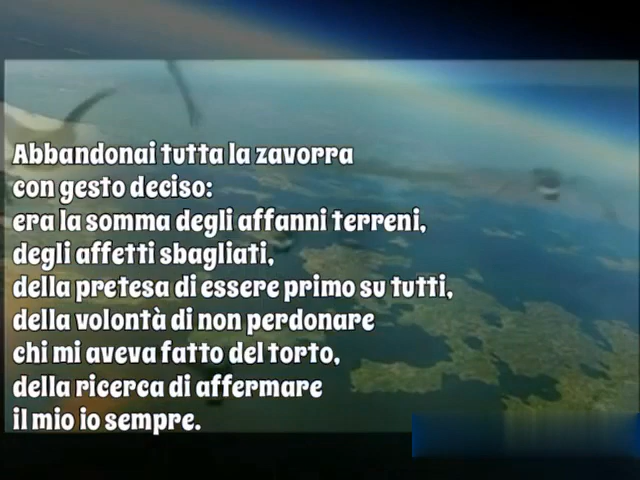 Abbandonai tutta la zavorra
con gesto deciso:
era la somma degli affanni terreni,
degli affetti sbagliati,
della pretesa di essere primo su tutti,
della volontà di non perdonare
chi mi aveva fatto del torto,
della ricerca di affermare
il mio io sempre.